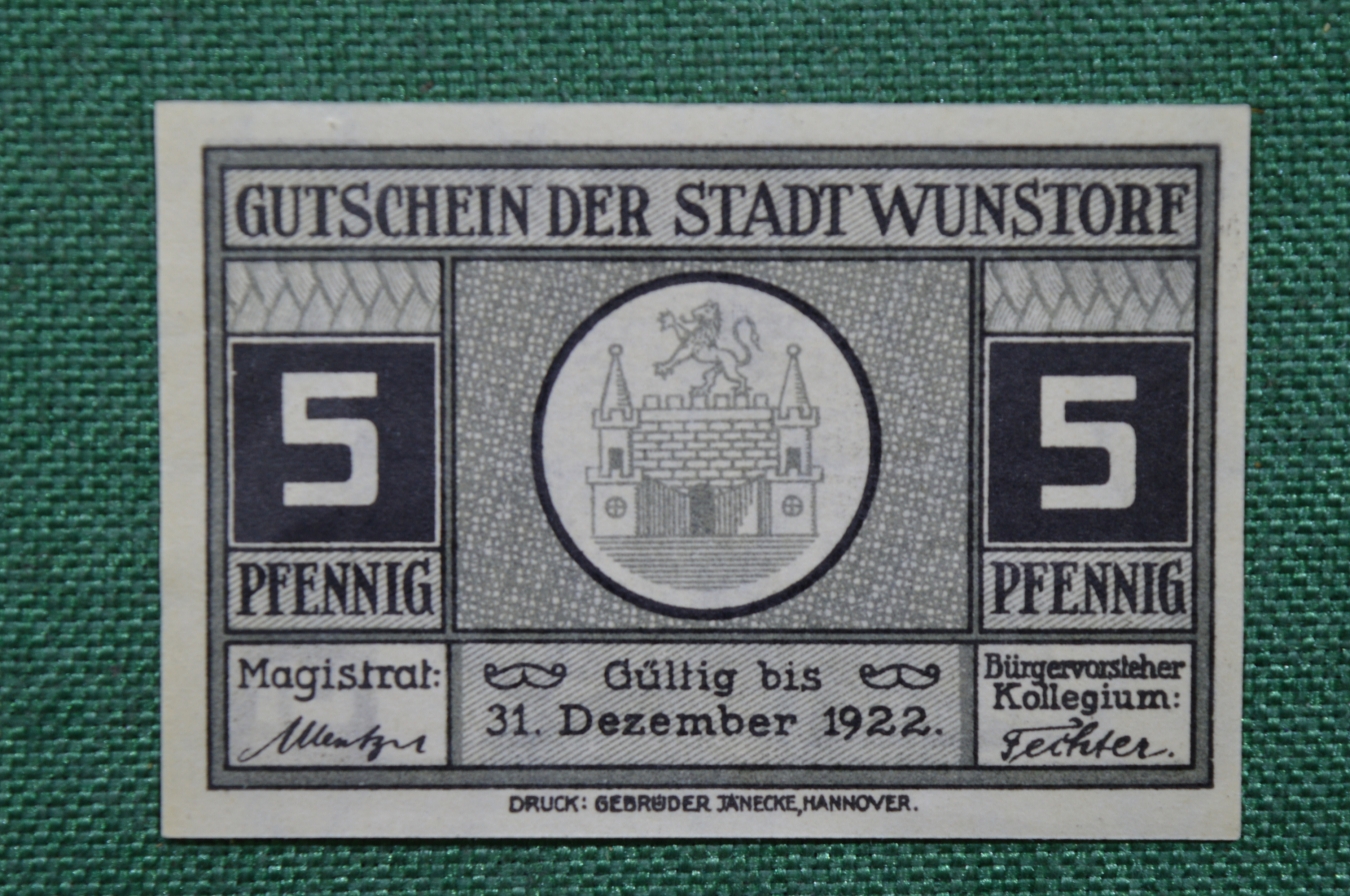 GUTSCHEIN DER STADT WUNSTORF
5
5
PFENNIG
PFENNIG
Magistrat:
Gültig bis
31. Dezember 1922.
Bürgervorsteher
Kollegium:
Fechter.
DRUCK: GEBRÜDER JÄNECKE, HANNOVER.